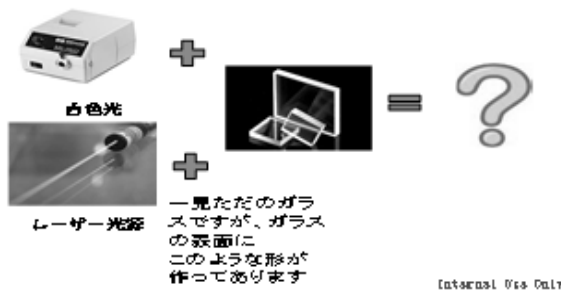 白色光
レーザー光源
一見ただのガラ
スですが、ガラス
の表面に
このような形が
作ってあります
Internal Use Only